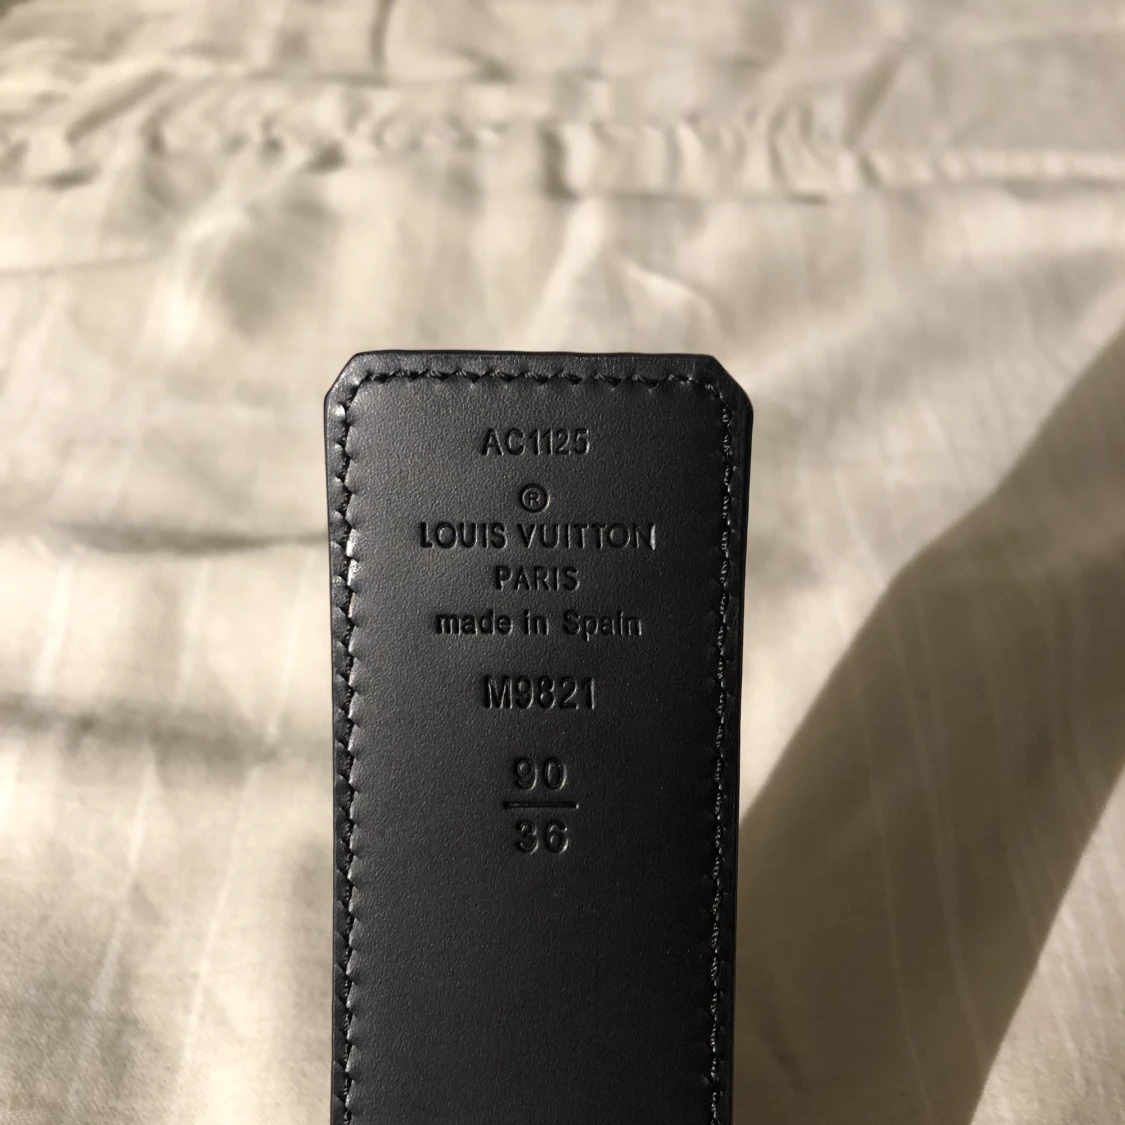 AC1125
®
LOUIS VUITTON
PARIS
made in Spain
M9821
90
36